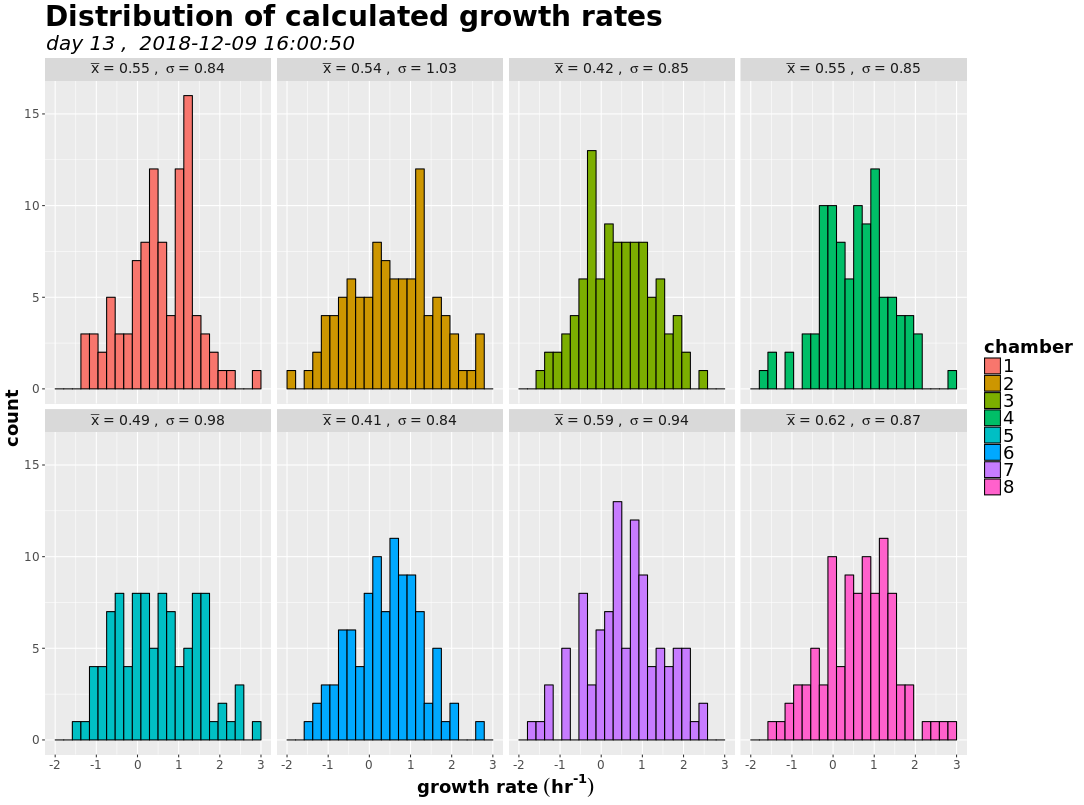 Distribution of calculated growth rates
day 13 ,  2018-12-09 16:00:50
x̅ = 0.55 ,  σ = 0.84
x̅ = 0.54 ,  σ = 1.03
x̅ = 0.42 ,  σ = 0.85
x̅ = 0.55 ,  σ = 0.85
15
10
5
0
x̅ = 0.49 ,  σ = 0.98
x̅ = 0.41 ,  σ = 0.84
x̅ = 0.59 ,  σ = 0.94
x̅ = 0.62 ,  σ = 0.87
15
10
5
0
-2 -1 0 1 2 3
-2 -1 0 1 2 3
-2 -1 0 1 2 3
-2 -1 0 1 2 3
growth rate (hr⁻¹)
count
chamber
1
2
3
4
5
6
7
8